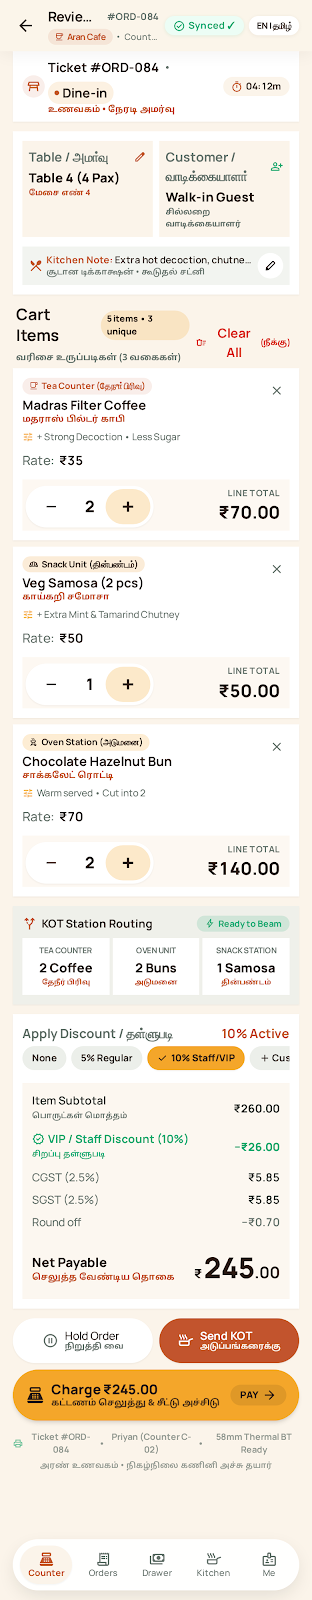 Revie...
#ORD-084
Aran Cafe • Count...
Synced ✓
EN | தமிழ்
Ticket #ORD-084 •
• Dine-in
உணவகம் • நேரடி அமர்வு
04:12m
Table / அமர்வு
Table 4 (4 Pax)
மேசை எண் 4
Customer /
வாடிக்கையாளர்
Walk-in Guest
சில்லறை
வாடிக்கையாளர்
Kitchen Note: Extra hot decoction, chutne...
சூடான டிக்காக்ஷன் • கூடுதல் சட்னி
Cart
Items
5 items • 3
unique
Clear
All
(நீக்கு)
வரிசை உருப்படிகள் (3 வகைகள்)
Tea Counter (தேநீர் பிரிவு)
Madras Filter Coffee
மதராஸ் பில்டர் காபி
+ Strong Decoction • Less Sugar
Rate: ₹35
− 2 +
LINE TOTAL
₹70.00
Snack Unit (தின்பண்டம்)
Veg Samosa (2 pcs)
காய்கறி சமோசா
+ Extra Mint & Tamarind Chutney
Rate: ₹50
− 1 +
LINE TOTAL
₹50.00
Oven Station (அடுமனை)
Chocolate Hazelnut Bun
சாக்கலேட் ரொட்டி
Warm served • Cut into 2
Rate: ₹70
− 2 +
LINE TOTAL
₹140.00
KOT Station Routing
Ready to Beam
TEA COUNTER
2 Coffee
தேநீர் பிரிவு
OVEN UNIT
2 Buns
அடுமனை
SNACK STATION
1 Samosa
தின்பண்டம்
Apply Discount / தள்ளுபடி
10% Active
None
5% Regular
✓ 10% Staff/VIP
+ Cus
Item Subtotal
பொருட்கள் மொத்தம்
₹260.00
VIP / Staff Discount (10%)
சிறப்பு தள்ளுபடி
−₹26.00
CGST (2.5%)
₹5.85
SGST (2.5%)
₹5.85
Round off
−₹0.70
Net Payable
செலுத்த வேண்டிய தொகை
₹245.00
Hold Order
நிறுத்தி வை
Send KOT
அடுப்பங்கரைக்கு
Charge ₹245.00
கட்டணம் செலுத்து & சீட்டு அச்சிடு
PAY →
Ticket #ORD-
084
•
Priyan (Counter C-
02)
•
58mm Thermal BT
Ready
அரண் உணவகம் • நிகழ்நிலை கணினி அச்சு தயார்
Counter
Orders
Drawer
Kitchen
Me